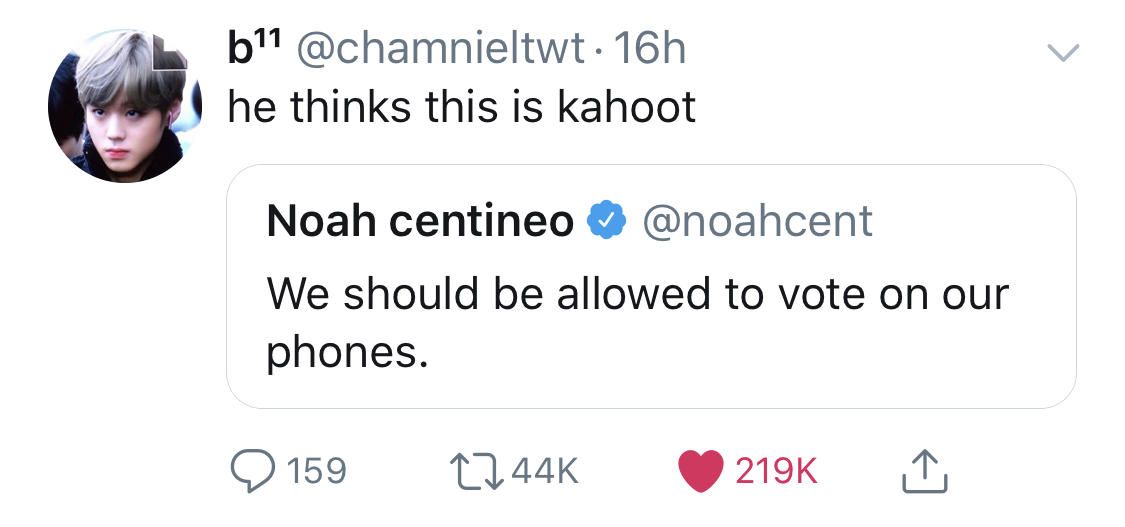 b¹¹ @chamnieltwt · 16h
he thinks this is kahoot
Noah centineo @noahcent
We should be allowed to vote on our
phones.
159 44K 219K